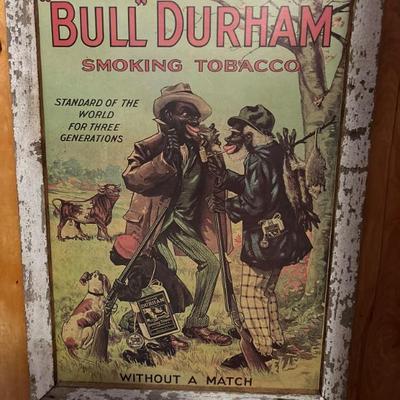 "BULL" DURHAM
SMOKING TOBACCO
STANDARD OF THE
WORLD
FOR THREE
GENERATIONS
DURHAM
WITHOUT A MATCH